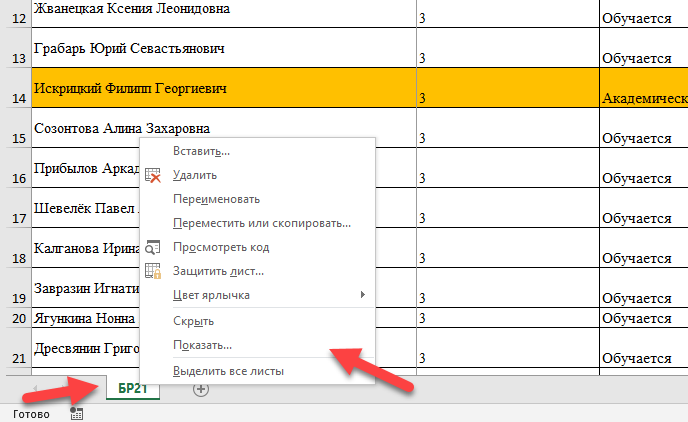 12 Жванецкая Ксения Леонидовна 3 Обучается
13 Грабарь Юрий Севастьянович 3 Обучается
14 Искрицкий Филипп Георгиевич 3 Академическ
15 Созонтова Алина Захаровна 3 Обучается
16 Прибылов Аркад 3 Обучается
17 Шевелёк Павел 3 Обучается
18 Калганова Ирина 3 Обучается
19 Завразин Игнати 3 Обучается
20 Ягункина Нонна 3 Обучается
21 Дресвянин Григо 3 Обучается
Вставить...
Удалить
Переименовать
Переместить или скопировать...
Просмотреть код
Защитить лист...
Цвет ярлычка
Скрыть
Показать...
Выделить все листы
БР21
Готово